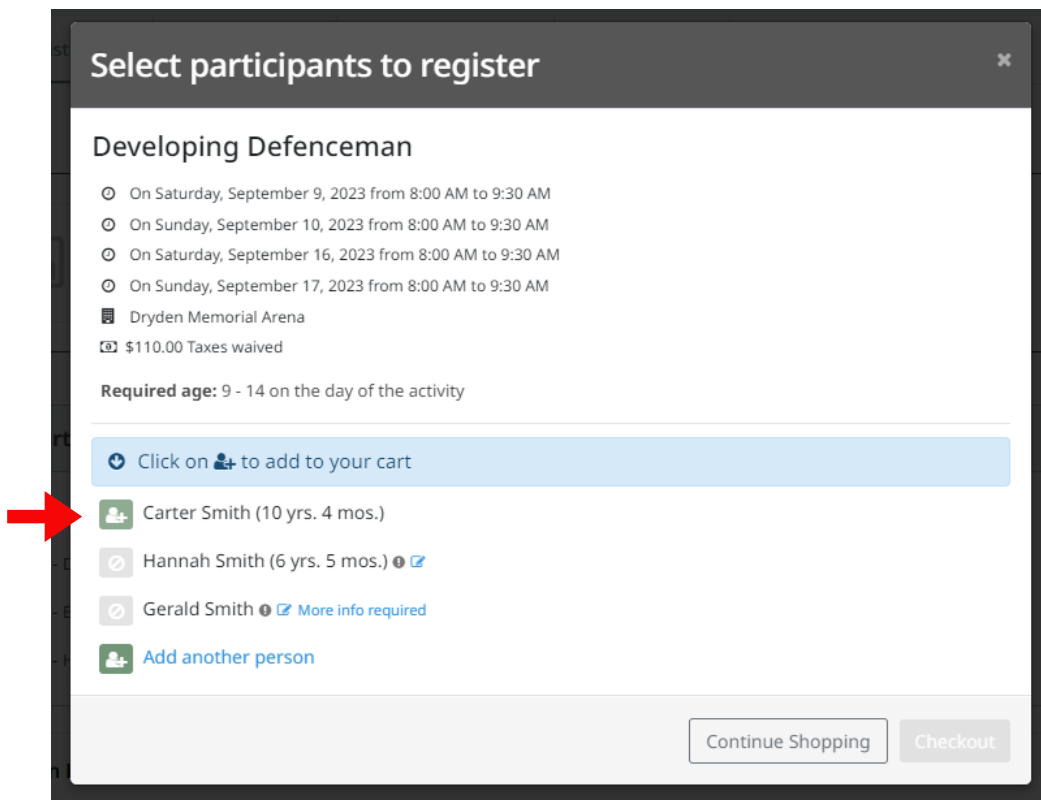 Select participants to register
Developing Defenceman
On Saturday, September 9, 2023 from 8:00 AM to 9:30 AM
On Sunday, September 10, 2023 from 8:00 AM to 9:30 AM
On Saturday, September 16, 2023 from 8:00 AM to 9:30 AM
On Sunday, September 17, 2023 from 8:00 AM to 9:30 AM
Dryden Memorial Arena
$110.00 Taxes waived
Required age: 9 - 14 on the day of the activity
Click on to add to your cart
Carter Smith (10 yrs. 4 mos.)
Hannah Smith (6 yrs. 5 mos.)
Gerald Smith More info required
Add another person
Continue Shopping
Checkout